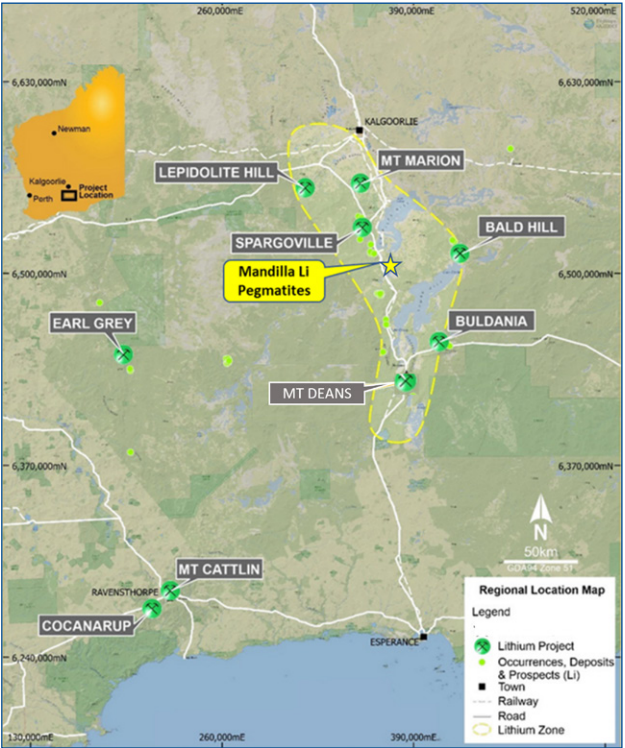 260,000mE
390,000mE
520,000mE
6,630,000mN
6,630,000mN
KALGOORLIE
Newman
Kalgoorlie
Project
Location
Perth
LEPIDOLITE HILL
MT MARION
SPARGOVILLE
BALD HILL
Mandilla Li
Pegmatites
6,500,000mN
6,500,000mN
EARL GREY
BULDANIA
MT DEANS
6,370,000mN
6,370,000mN
N
50km
GDA94 Zone 51
MT CATTLIN
RAVENSTHORPE
COCANARUP
ESPERANCE
6,240,000mN
Regional Location Map
Legend
Lithium Project
Occurrences, Deposits
& Prospects (Li)
Town
Railway
Road
Lithium Zone
130,000mE
260,000mE
390,000mE